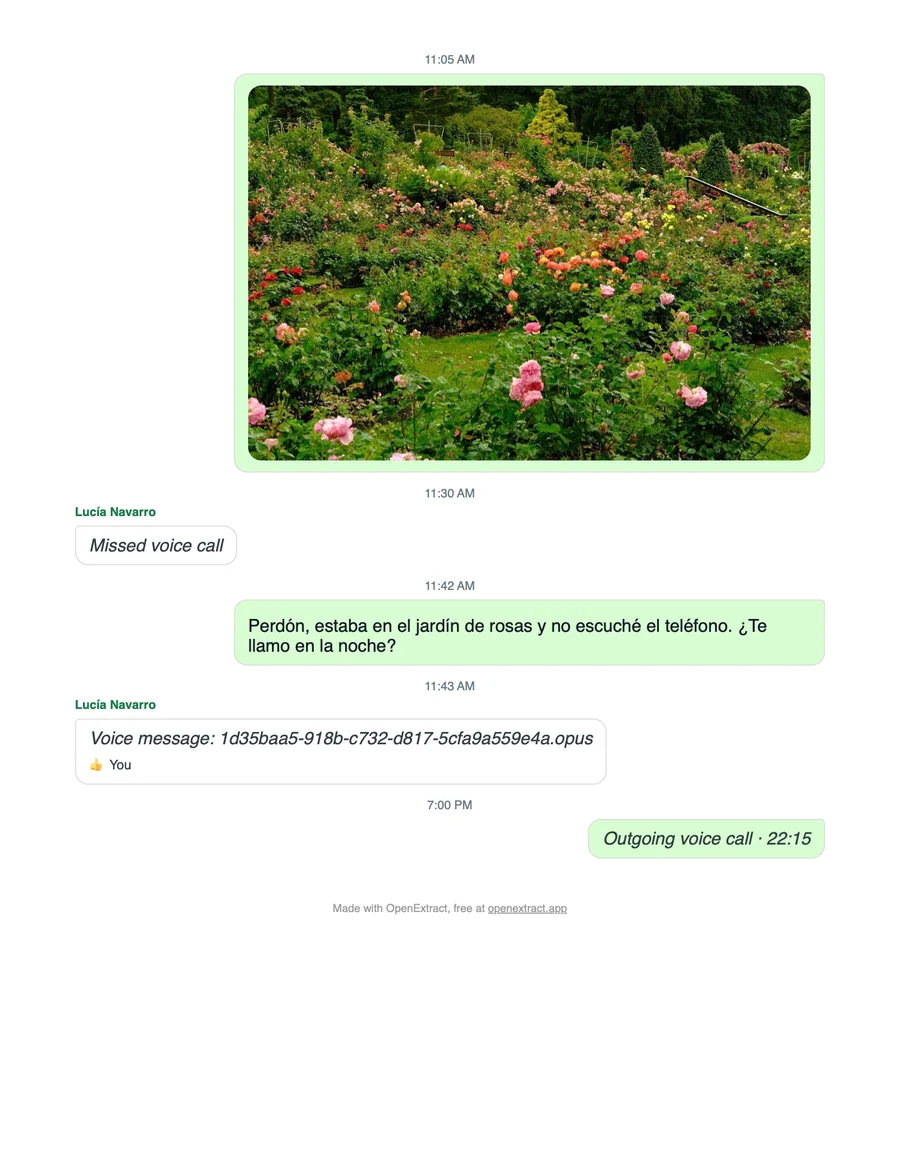 11:05 AM
11:30 AM
Lucía Navarro
Missed voice call
11:42 AM
Perdón, estaba en el jardín de rosas y no escuché el teléfono. ¿Te
llamo en la noche?
11:43 AM
Lucía Navarro
Voice message: 1d35baa5-918b-c732-d817-5cfa9a559e4a.opus
👍 You
7:00 PM
Outgoing voice call · 22:15
Made with OpenExtract, free at openextract.app